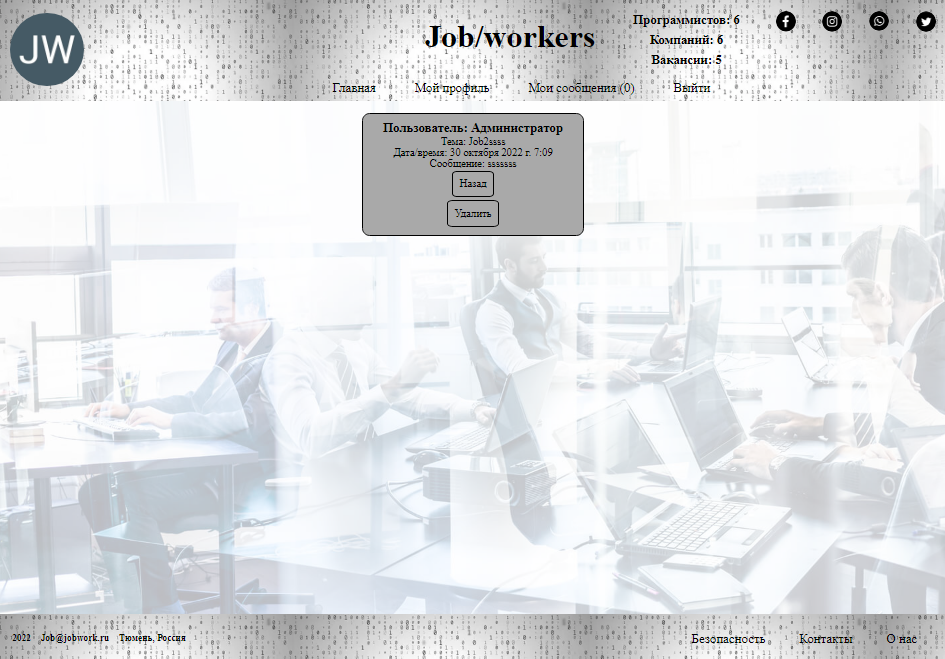 JW
Job/workers
Программистов: 6
Компаний: 6
Вакансии: 5
Главная Мой профиль Мои сообщения (0) Выйти
Пользователь: Администратор
Тема: Job2ssss
Дата/время: 30 октября 2022 г. 7:09
Сообщение: sssssss
Назад
Удалить
2022 Job@jobwork.ru Тюмень, Россия
Безопасность Контакты О нас